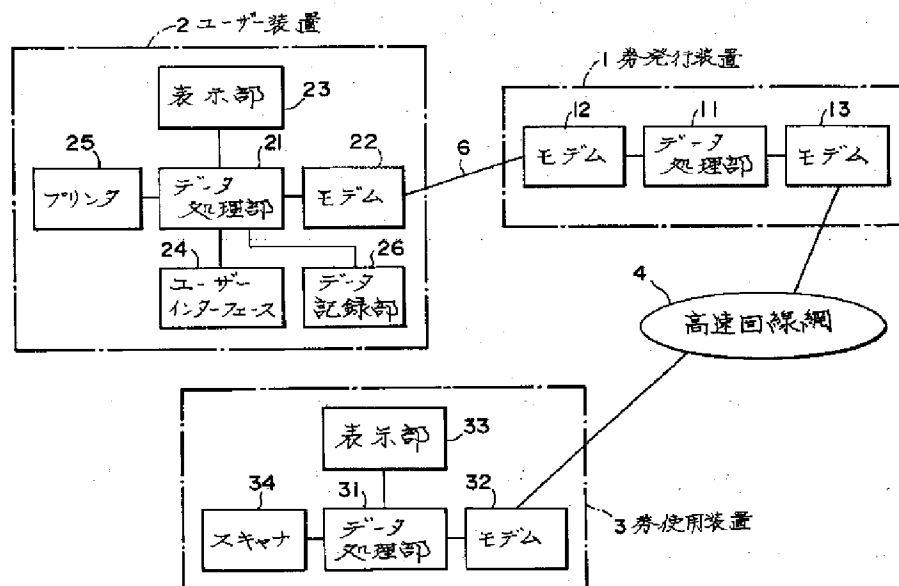 2 ユーザー装置
表示部
23
25
プリンタ
21
データ
処理部
22
モデム
24
ユーザー
インターフェース
26
データ
記録部
6
1 券発行装置
12
モデム
11
データ
処理部
13
モデム
4
高速回線網
表示部
33
34
スキャナ
31
データ
処理部
32
モデム
3 券使用装置